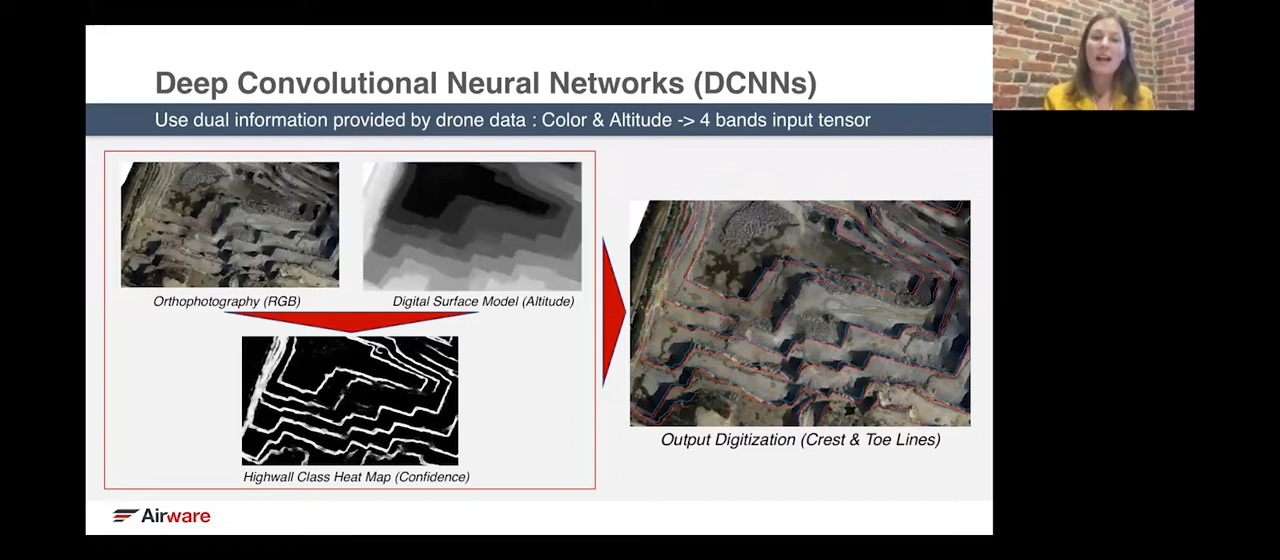 Deep Convolutional Neural Networks (DCNNs)
Use dual information provided by drone data : Color & Altitude -> 4 bands input tensor
Orthophotography (RGB)
Digital Surface Model (Altitude)
Highwall Class Heat Map (Confidence)
Output Digitization (Crest & Toe Lines)
Airware